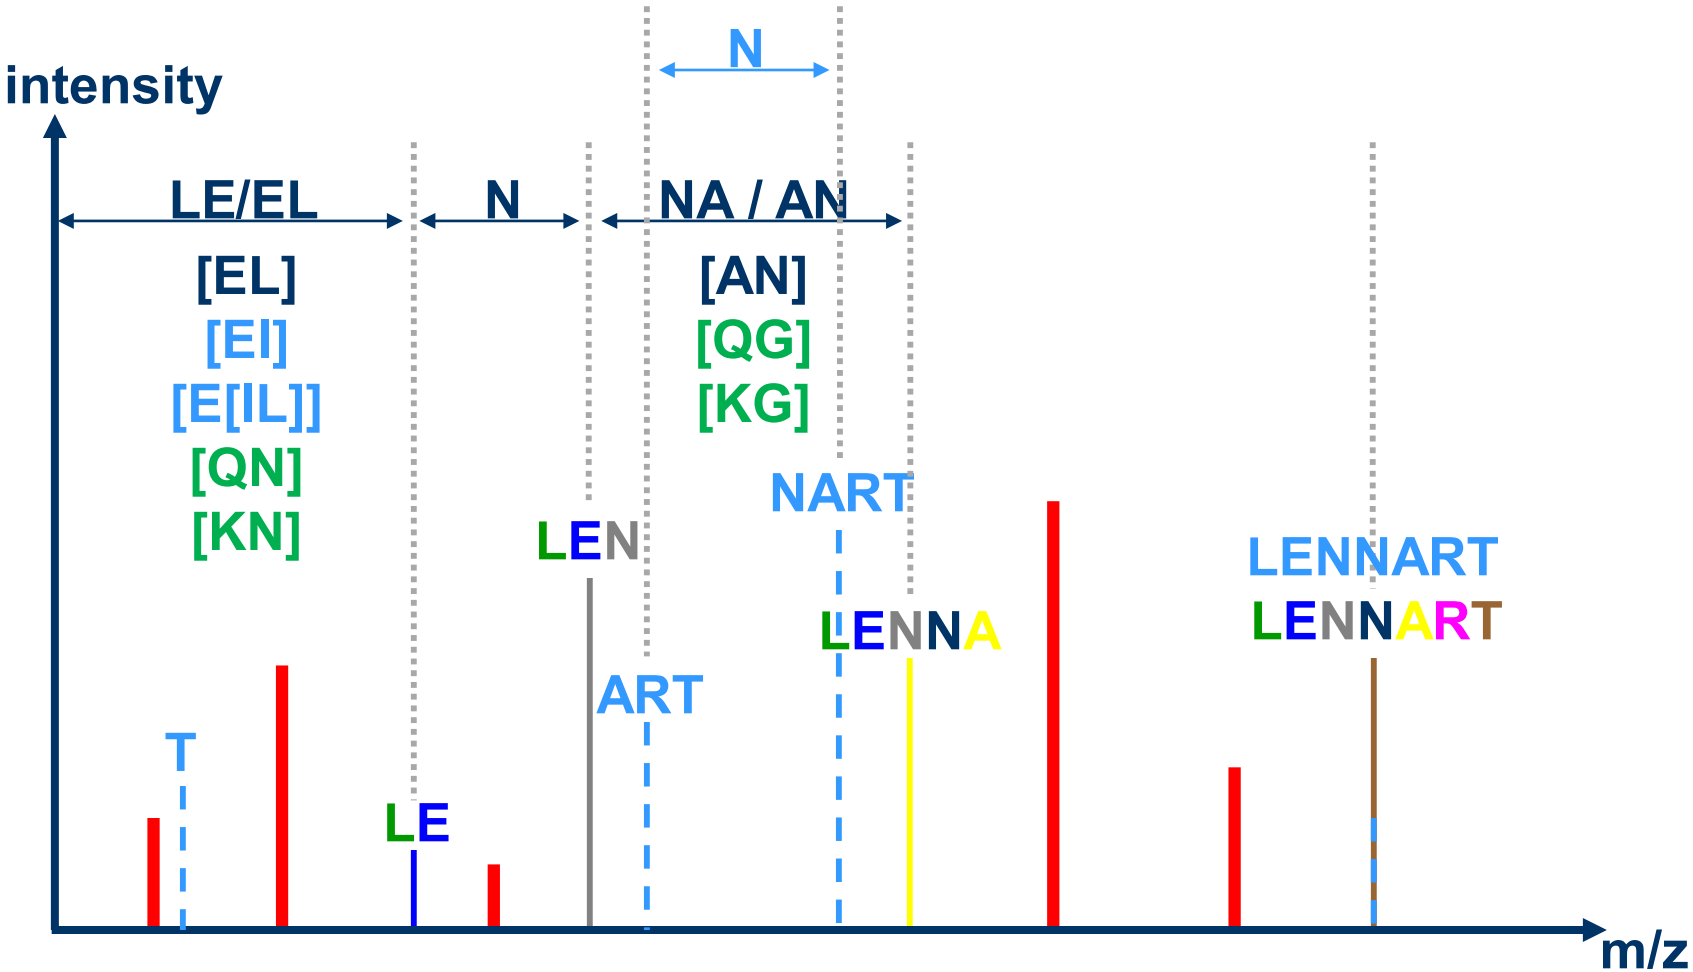 N
intensity
LE/EL N NA / AN
[EL] [AN]
[EI] [QG]
[E[IL]] [KG]
[QN] NART
[KN]
LEN LENNART
LENNA LENNART
ART
T
LE
m/z